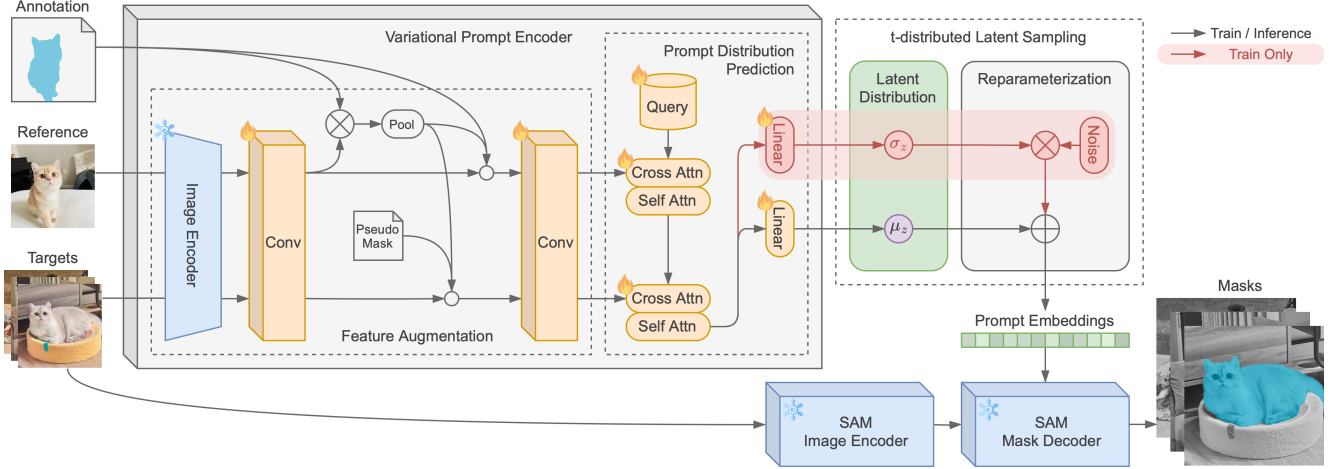 Annotation
Reference
Targets
Variational Prompt Encoder
Image Encoder
Conv
Pool
Pseudo
Mask
Conv
Feature Augmentation
Prompt Distribution
Prediction
Query
Cross Attn
Self Attn
Cross Attn
Self Attn
Linear
Linear
t-distributed Latent Sampling
Latent
Distribution
σz
μz
Reparameterization
Noise
Train / Inference
Train Only
Prompt Embeddings
SAM
Image Encoder
SAM
Mask Decoder
Masks